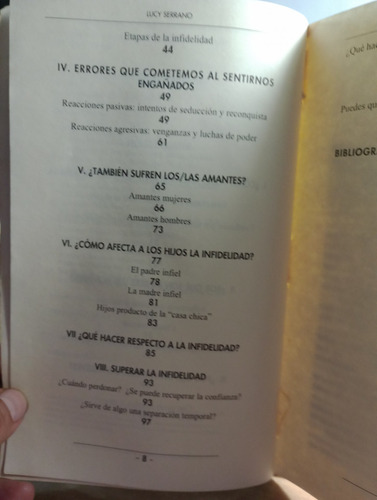 LUCY SERRANO
Etapas de la infidelidad
44
IV. ERRORES QUE COMETEMOS AL SENTIRNOS
ENGAÑADOS
49
Reacciones pasivas: intentos de seducción y reconquista
49
Reacciones agresivas: venganzas y luchas de poder
61
V. ¿TAMBIÉN SUFREN LOS/LAS AMANTES?
65
Amantes mujeres
66
Amantes hombres
73
VI. ¿CÓMO AFECTA A LOS HIJOS LA INFIDELIDAD?
77
El padre infiel
78
La madre infiel
81
Hijos producto de la "casa chica"
83
VII ¿QUÉ HACER RESPECTO A LA INFIDELIDAD?
85
VIII. SUPERAR LA INFIDELIDAD
93
¿Cuándo perdonar? ¿Se puede recuperar la confianza?
93
¿Sirve de algo una separación temporal?
97
- 8 -
¿Qué hac
Puedes qu
BIBLIOGRA